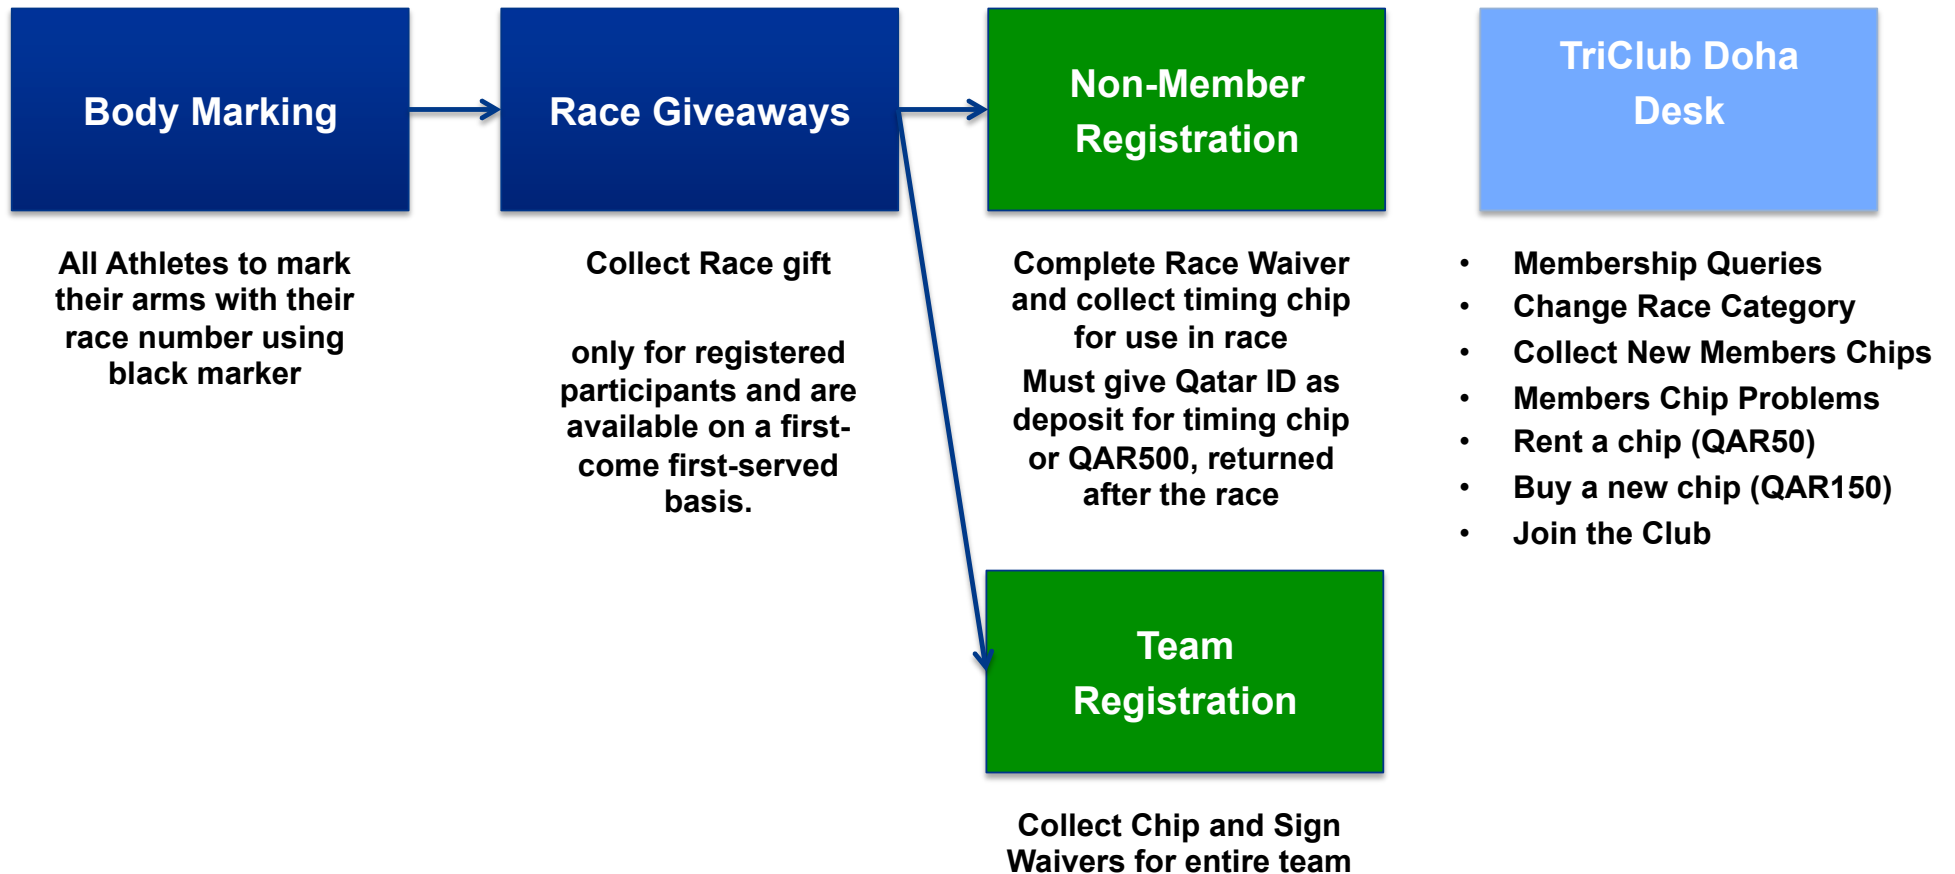 Body Marking
All Athletes to mark
their arms with their
race number using
black marker
Race Giveaways
Collect Race gift
only for registered
participants and are
available on a first-
come first-served
basis.
Non-Member
Registration
Complete Race Waiver
and collect timing chip
for use in race
Must give Qatar ID as
deposit for timing chip
or QAR500, returned
after the race
Team
Registration
Collect Chip and Sign
Waivers for entire team
TriClub Doha
Desk
• Membership Queries
• Change Race Category
• Collect New Members Chips
• Members Chip Problems
• Rent a chip (QAR50)
• Buy a new chip (QAR150)
• Join the Club